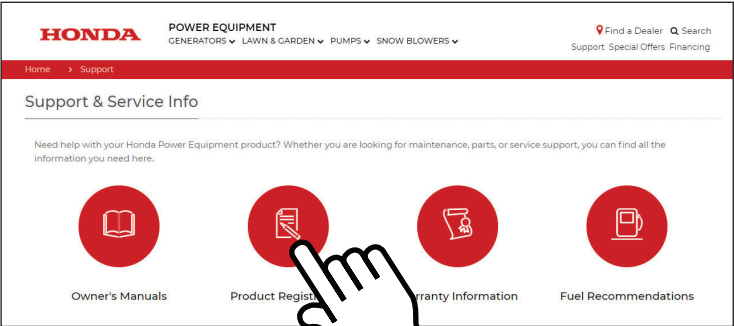 HONDA
POWER EQUIPMENT
GENERATORS LAWN & GARDEN PUMPS SNOW BLOWERS
Find a Dealer Search
Support Special Offers Financing
Home > Support
Support & Service Info
Need help with your Honda Power Equipment product? Whether you are looking for maintenance, parts, or service support, you can find all the
information you need here.
Owner's Manuals
Product
Information
Fuel Recommendations